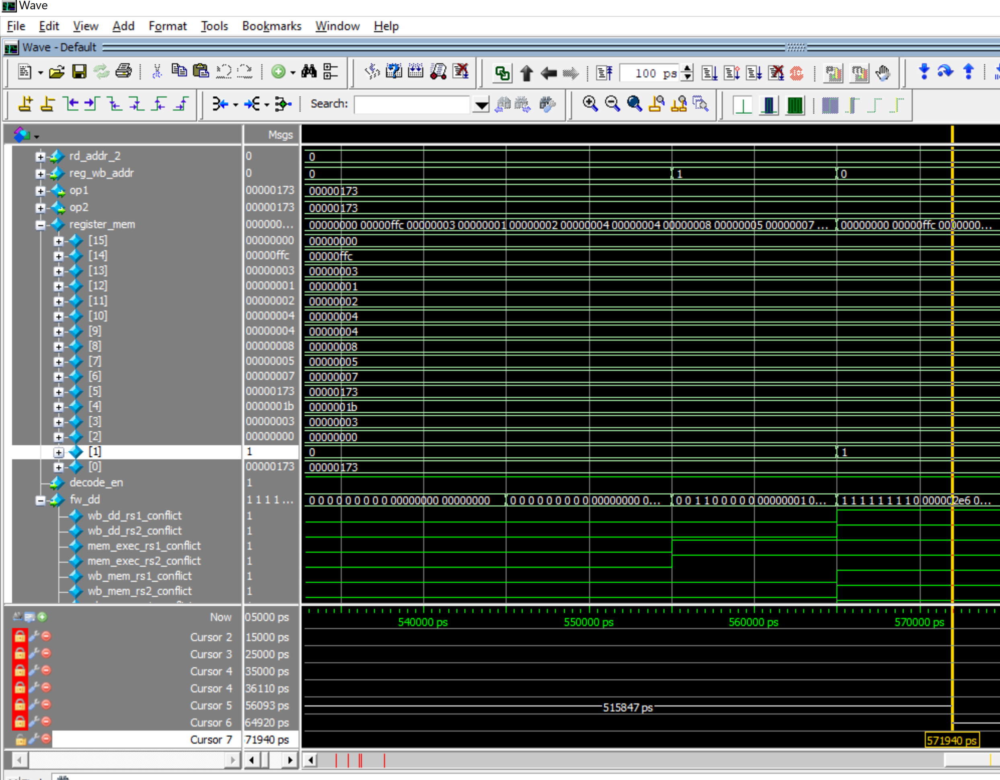 Wave
File Edit View Add Format Tools Bookmarks Window Help
Wave - Default
100 ps
Search:
Msgs
rd_addr_2 0 0
reg_wb_addr 0 0 1 0
op1 00000173 00000173
op2 00000173 00000173
register_mem 000000... 00000000 00000ffc 00000003 00000001 00000002 00000004 00000004 00000008 00000005 00000007 ... 00000000 00000ffc 0000000...
[15] 00000000 00000000
[14] 00000ffc 00000ffc
[13] 00000003 00000003
[12] 00000001 00000001
[11] 00000002 00000002
[10] 00000004 00000004
[9] 00000004 00000004
[8] 00000008 00000008
[7] 00000005 00000005
[6] 00000007 00000007
[5] 00000173 00000173
[4] 0000001b 0000001b
[3] 00000003 00000003
[2] 00000000 00000000
[1] 1 0 1
[0] 00000173 00000173
decode_en 1
fw_dd 1 1 1 1 ... 0 0 0 0 0 0 0 0 0 00000000 00000000 0 0 0 0 0 0 0 0 0 00000000 0... 0 0 1 1 0 0 0 0 0 00000001 0... 1 1 1 1 1 1 1 1 0 000002e6 0...
wb_dd_rs1_conflict 1
wb_dd_rs2_conflict 1
mem_exec_rs1_conflict 1
mem_exec_rs2_conflict 1
wb_mem_rs1_conflict 1
wb_mem_rs2_conflict 1
Now 05000 ps 540000 ps 550000 ps 560000 ps 570000 ps
Cursor 2 15000 ps
Cursor 3 25000 ps
Cursor 4 35000 ps
Cursor 4 36110 ps
Cursor 5 56093 ps 515847 ps
Cursor 6 64920 ps
Cursor 7 71940 ps 571940 ps